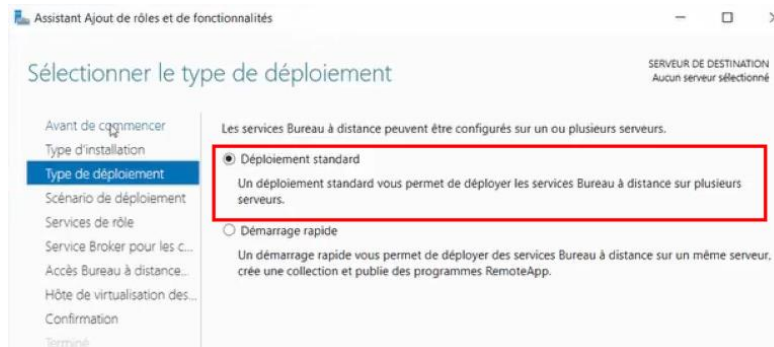 Assistant Ajout de rôles et de fonctionnalités
Sélectionner le type de déploiement
SERVEUR DE DESTINATION
Aucun serveur sélectionné
Avant de commencer
Type d'installation
Type de déploiement
Scénario de déploiement
Services de rôle
Service Broker pour les c...
Accès Bureau à distance...
Hôte de virtualisation des...
Confirmation
Terminé
Les services Bureau à distance peuvent être configurés sur un ou plusieurs serveurs.
Déploiement standard
Un déploiement standard vous permet de déployer les services Bureau à distance sur plusieurs
serveurs.
Démarrage rapide
Un démarrage rapide vous permet de déployer des services Bureau à distance sur un même serveur,
crée une collection et publie des programmes RemoteApp.